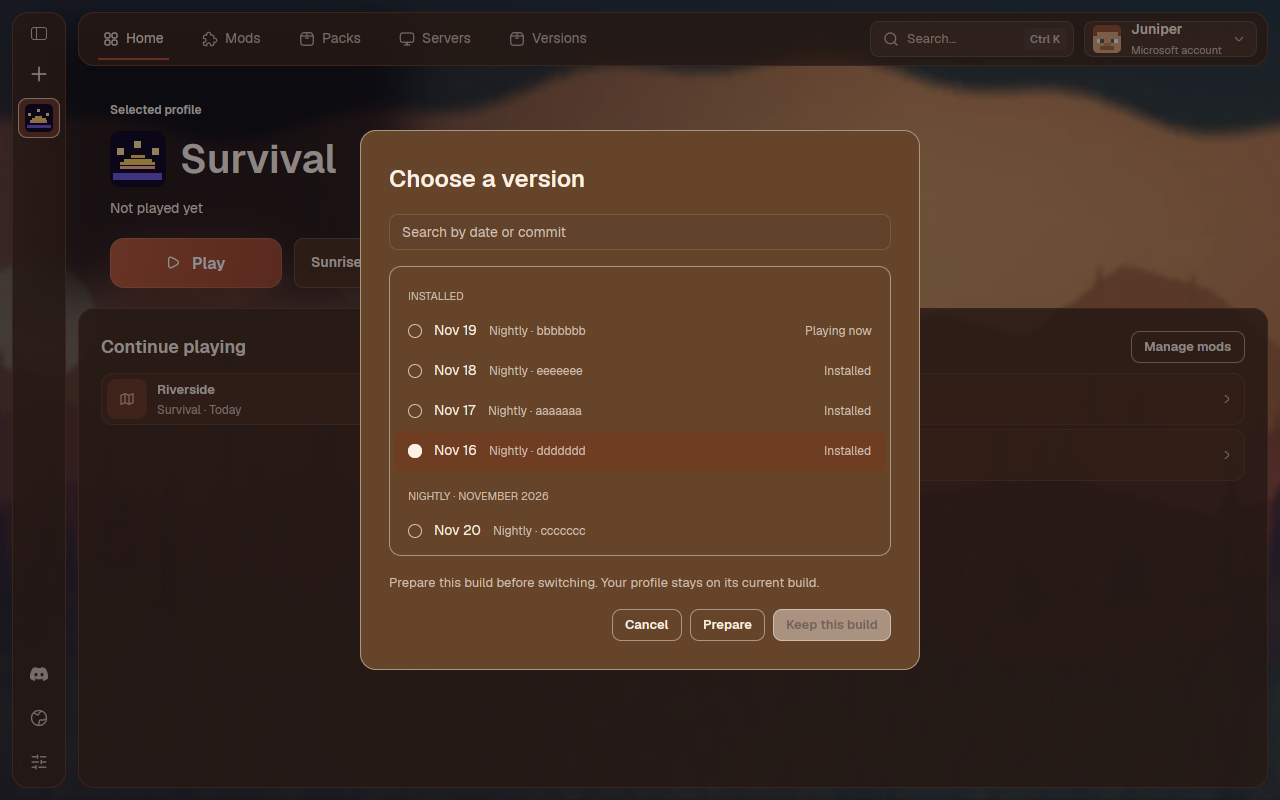 Home
Mods
Packs
Servers
Versions
Search...
Ctrl K
Juniper
Microsoft account
Selected profile
Survival
Not played yet
Play
Sunrise
Continue playing
Manage mods
Riverside
Survival · Today
Choose a version
Search by date or commit
INSTALLED
Nov 19 Nightly · bbbbbbb Playing now
Nov 18 Nightly · eeeeeee Installed
Nov 17 Nightly · aaaaaaa Installed
Nov 16 Nightly · ddddddd Installed
NIGHTLY · NOVEMBER 2026
Nov 20 Nightly · ccccccc
Prepare this build before switching. Your profile stays on its current build.
Cancel
Prepare
Keep this build